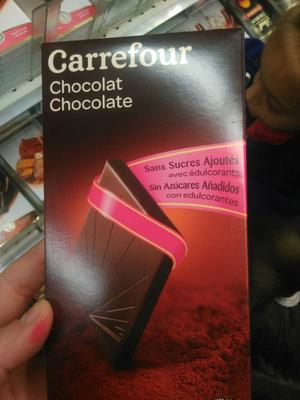 Carrefour
Chocolat
Chocolate
Sans Sucres Ajoutés
avec édulcorants
Sin Azúcares Añadidos
con edulcorantes